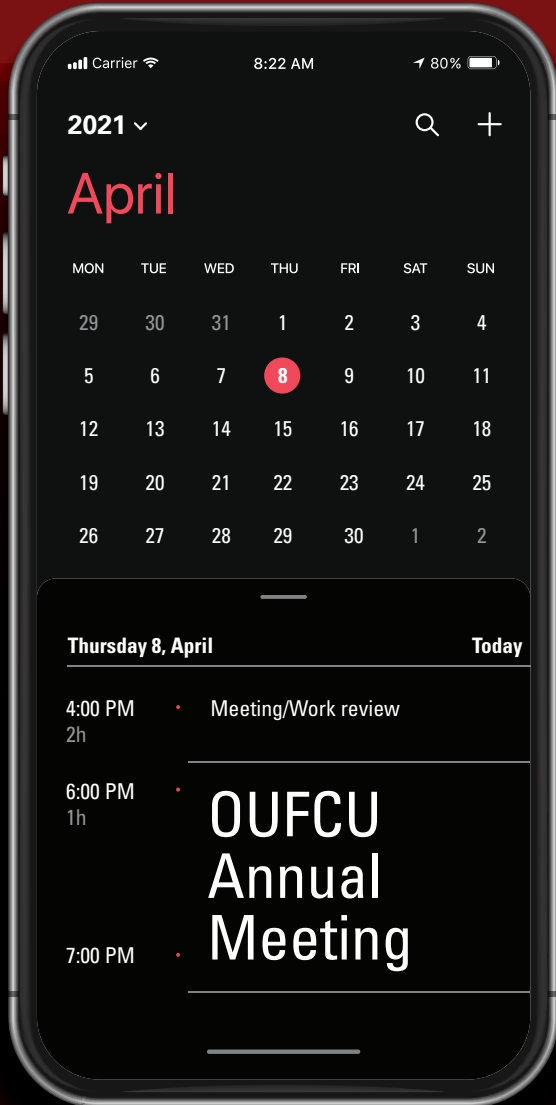 Carrier 8:22 AM 80%
2021
April
MON TUE WED THU FRI SAT SUN
29 30 31 1 2 3 4
5 6 7 8 9 10 11
12 13 14 15 16 17 18
19 20 21 22 23 24 25
26 27 28 29 30 1 2
Thursday 8, April Today
4:00 PM Meeting/Work review
2h
6:00 PM OUFCU
1h
Annual
Meeting
7:00 PM